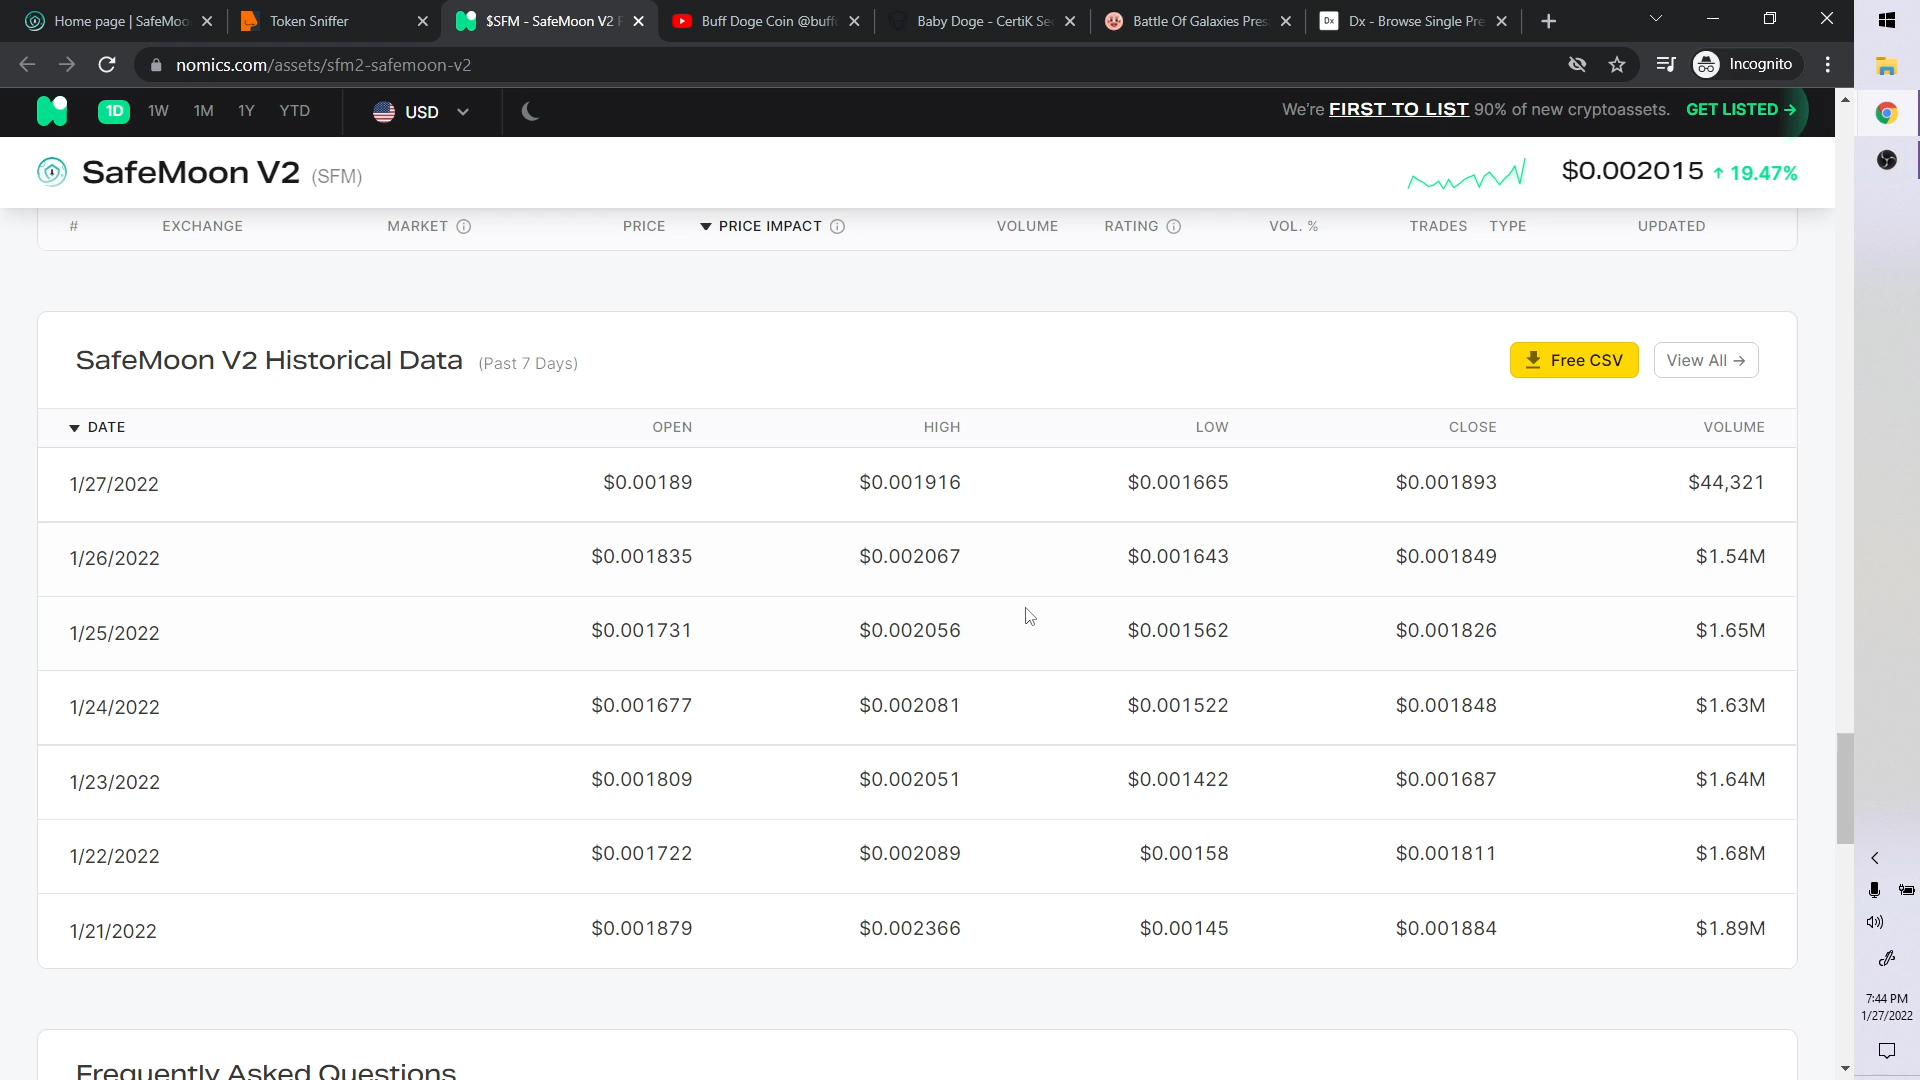 Home page | SafeMoo
Token Sniffer
$SFM - SafeMoon V2 P
Buff Doge Coin @buff
Baby Doge - CertiK Se
Battle Of Galaxies Pres
Dx
Dx - Browse Single Pre
nomics.com/assets/sfm2-safemoon-v2
Incognito
1D 1W 1M 1Y YTD
USD
We're FIRST TO LIST 90% of new cryptoassets. GET LISTED →
SafeMoon V2 (SFM)
$0.002015 ↑ 19.47%
# EXCHANGE MARKET PRICE PRICE IMPACT VOLUME RATING VOL. % TRADES TYPE UPDATED
SafeMoon V2 Historical Data (Past 7 Days)
Free CSV
View All →
DATE OPEN HIGH LOW CLOSE VOLUME
1/27/2022 $0.00189 $0.001916 $0.001665 $0.001893 $44,321
1/26/2022 $0.001835 $0.002067 $0.001643 $0.001849 $1.54M
1/25/2022 $0.001731 $0.002056 $0.001562 $0.001826 $1.65M
1/24/2022 $0.001677 $0.002081 $0.001522 $0.001848 $1.63M
1/23/2022 $0.001809 $0.002051 $0.001422 $0.001687 $1.64M
1/22/2022 $0.001722 $0.002089 $0.00158 $0.001811 $1.68M
1/21/2022 $0.001879 $0.002366 $0.00145 $0.001884 $1.89M
Frequently Asked Questions
7:44 PM
1/27/2022